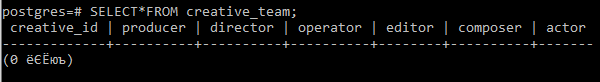 postgres=# SELECT*FROM creative_team;
 creative_id | producer | director | operator | editor | composer | actor
-------------+----------+----------+----------+--------+----------+-------
(0 ёЄЁюъ)